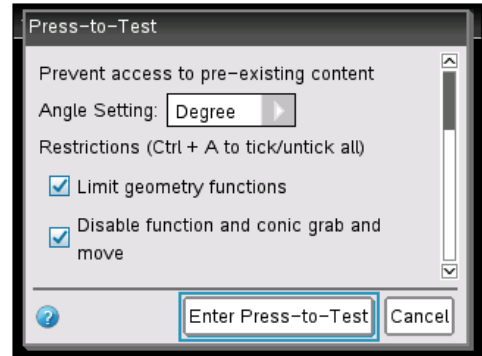 Press-to-Test
Prevent access to pre-existing content
Angle Setting: Degree
Restrictions (Ctrl + A to tick/untick all)
Limit geometry functions
Disable function and conic grab and
move
Enter Press-to-Test Cancel